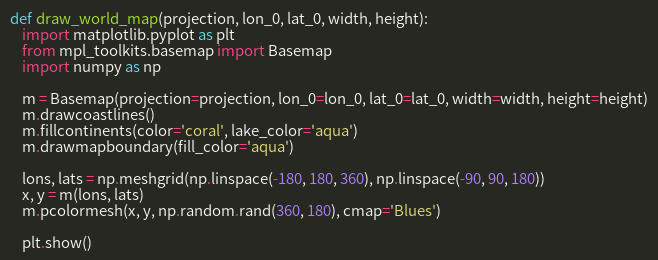 def draw_world_map(projection, lon_0, lat_0, width, height):
    import matplotlib.pyplot as plt
    from mpl_toolkits.basemap import Basemap
    import numpy as np

    m = Basemap(projection=projection, lon_0=lon_0, lat_0=lat_0, width=width, height=height)
    m.drawcoastlines()
    m.fillcontinents(color='coral', lake_color='aqua')
    m.drawmapboundary(fill_color='aqua')

    lons, lats = np.meshgrid(np.linspace(-180, 180, 360), np.linspace(-90, 90, 180))
    x, y = m(lons, lats)
    m.pcolormesh(x, y, np.random.rand(360, 180), cmap='Blues')

    plt.show()